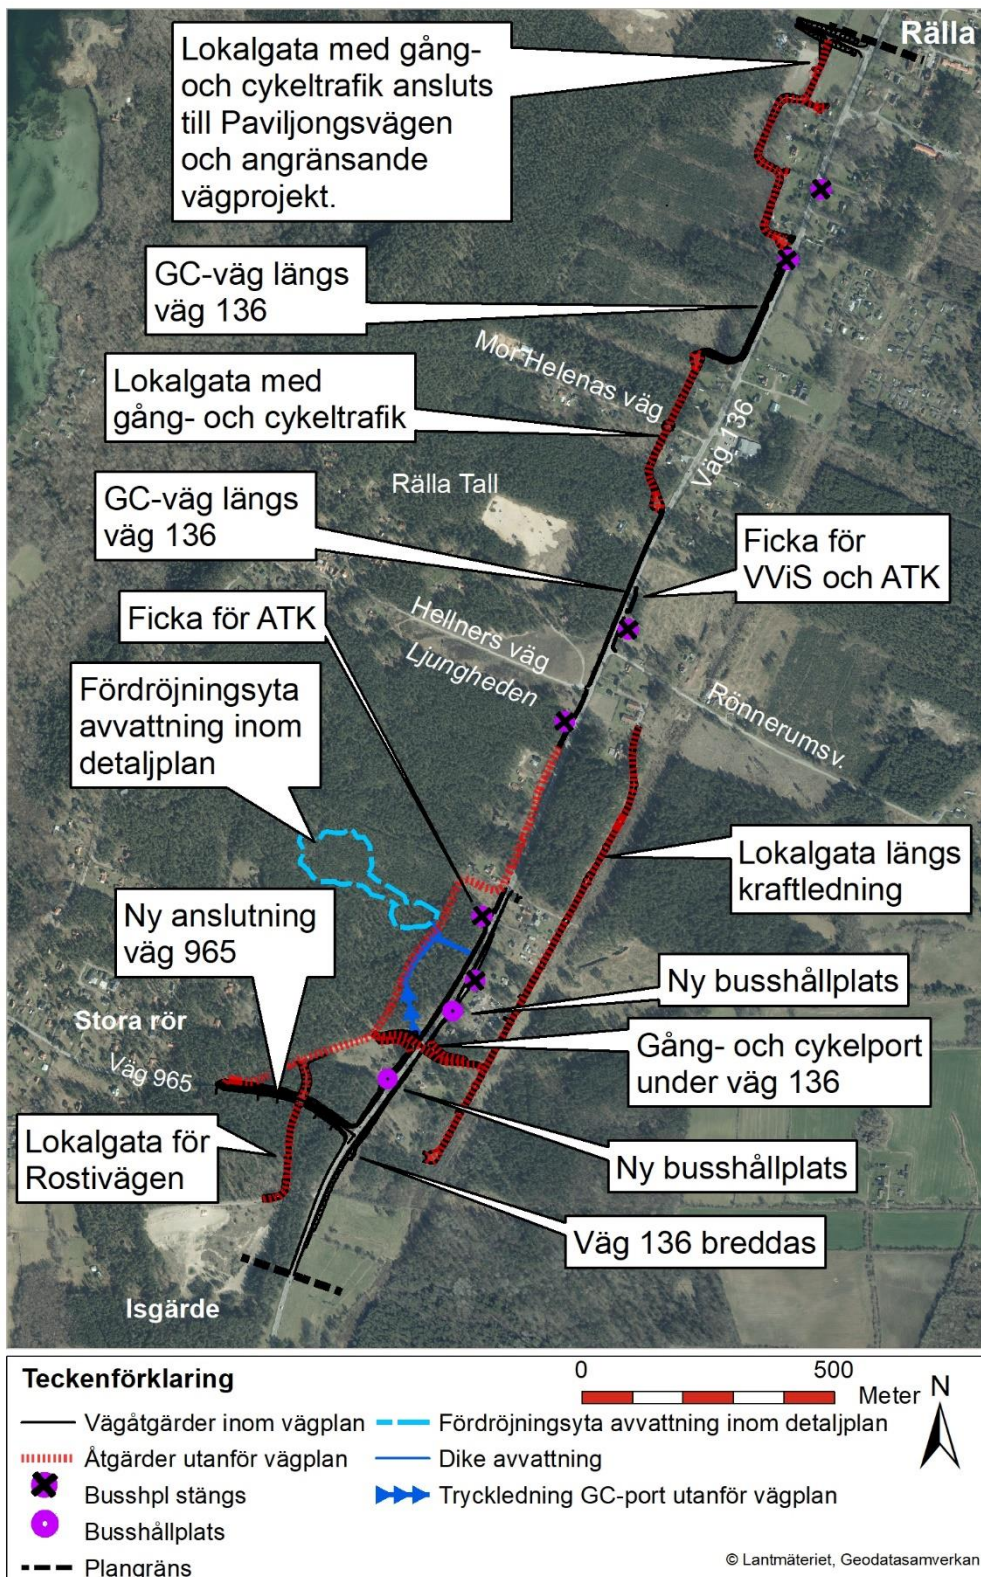 Rälla
Lokalgata med gång-
och cykeltrafik ansluts
till Paviljongsvägen
och angränsande
vägprojekt.
GC-väg längs
väg 136
Mor Helenas väg
Lokalgata med
gång- och cykeltrafik
Väg 136
Rälla Tall
GC-väg längs
väg 136
Ficka för
VViS och ATK
Ficka för ATK
Hellners väg
Ljungheden
Rönnerumsv.
Fördröjningsyta
avvattning inom
detaljplan
Lokalgata längs
kraftledning
Ny anslutning
väg 965
Ny busshållplats
Stora rör
Väg 965
Gång- och cykelport
under väg 136
Lokalgata för
Rostivägen
Ny busshållplats
Väg 136 breddas
Isgärde
Teckenförklaring
0 500
Meter
N
Vägåtgärder inom vägplan
Fördröjningsyta avvattning inom detaljplan
Åtgärder utanför vägplan
Dike avvattning
Busshpl stängs
Tryckledning GC-port utanför vägplan
Busshållplats
Plangräns
© Lantmäteriet, Geodatasamverkan